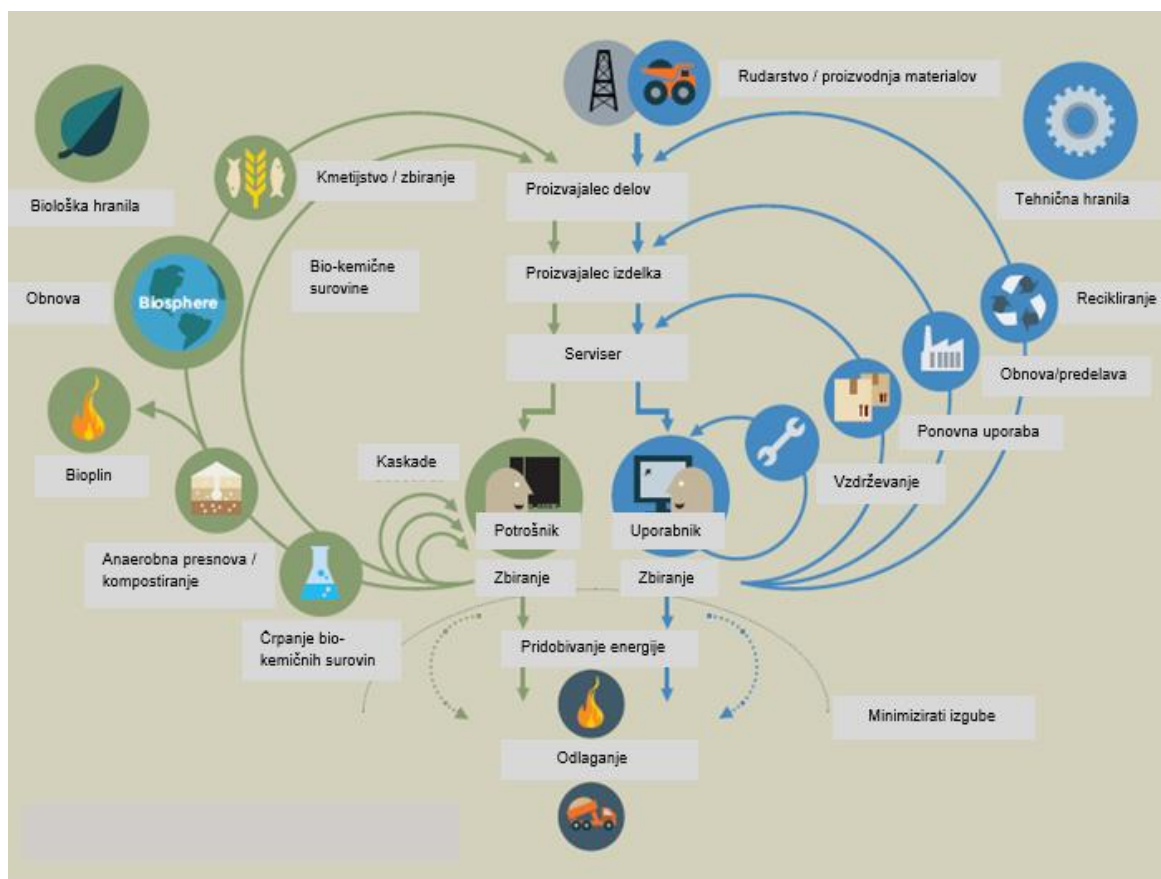 Rudarstvo / proizvodnja materialov
Biološka hranila
Kmetijstvo / zbiranje
Proizvajalec delov
Tehnična hranila
Obnova
Biosphere
Bio-kemične
surovine
Proizvajalec izdelka
Recikliranje
Serviser
Obnova/predelava
Bioplin
Kaskade
Ponovna uporaba
Vzdrževanje
Potrošnik
Uporabnik
Anaerobna presnova /
kompostiranje
Zbiranje
Zbiranje
Črpanje bio-
kemičnih surovin
Pridobivanje energije
Minimizirati izgube
Odlaganje